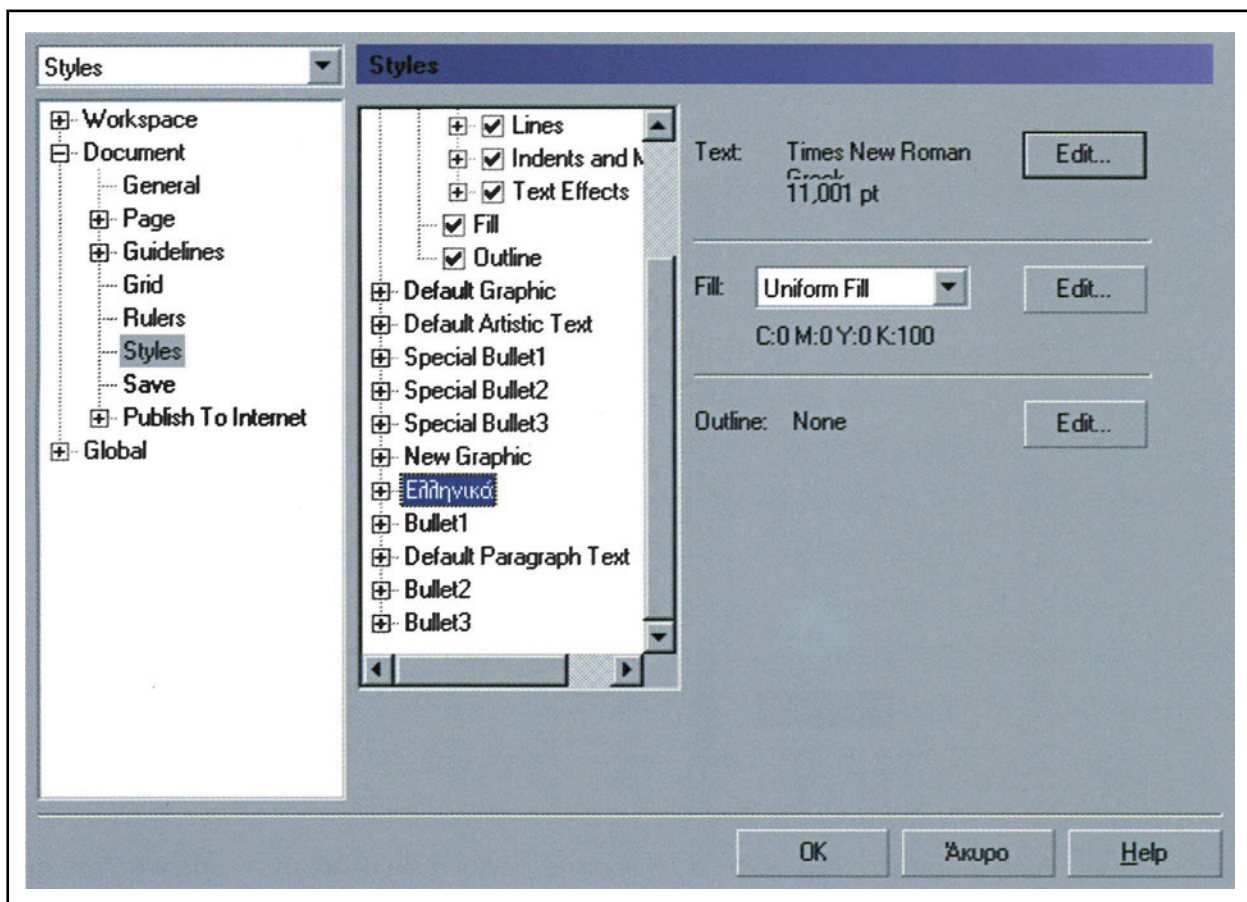 Styles
Workspace
Document
General
Page
Guidelines
Grid
Rulers
Styles
Save
Publish To Internet
Global
Styles
Lines
Indents and
Text Effects
Fill
Outline
Default Graphic
Default Artistic Text
Special Bullet1
Special Bullet2
Special Bullet3
New Graphic
Ελληνικά
Bullet1
Default Paragraph Text
Bullet2
Bullet3
Text: Times New Roman Edit...
Greek
11,001 pt
Fill: Uniform Fill Edit...
C:0 M:0 Y:0 K:100
Outline: None Edit...
OK Άκυρο Help